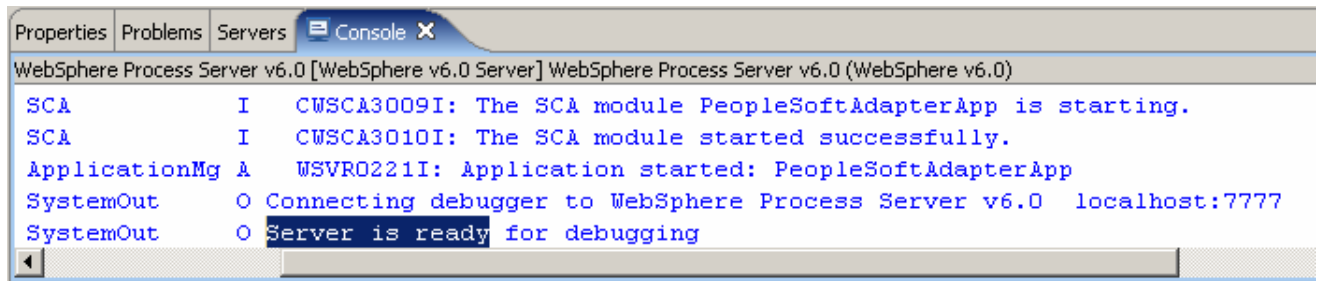 Properties Problems Servers Console
WebSphere Process Server v6.0 [WebSphere v6.0 Server] WebSphere Process Server v6.0 (WebSphere v6.0)
SCA I CWSCA3009I: The SCA module PeopleSoftAdapterApp is starting.
SCA I CWSCA3010I: The SCA module started successfully.
ApplicationMg A WSVR0221I: Application started: PeopleSoftAdapterApp
SystemOut O Connecting debugger to WebSphere Process Server v6.0 localhost:7777
SystemOut O Server is ready for debugging